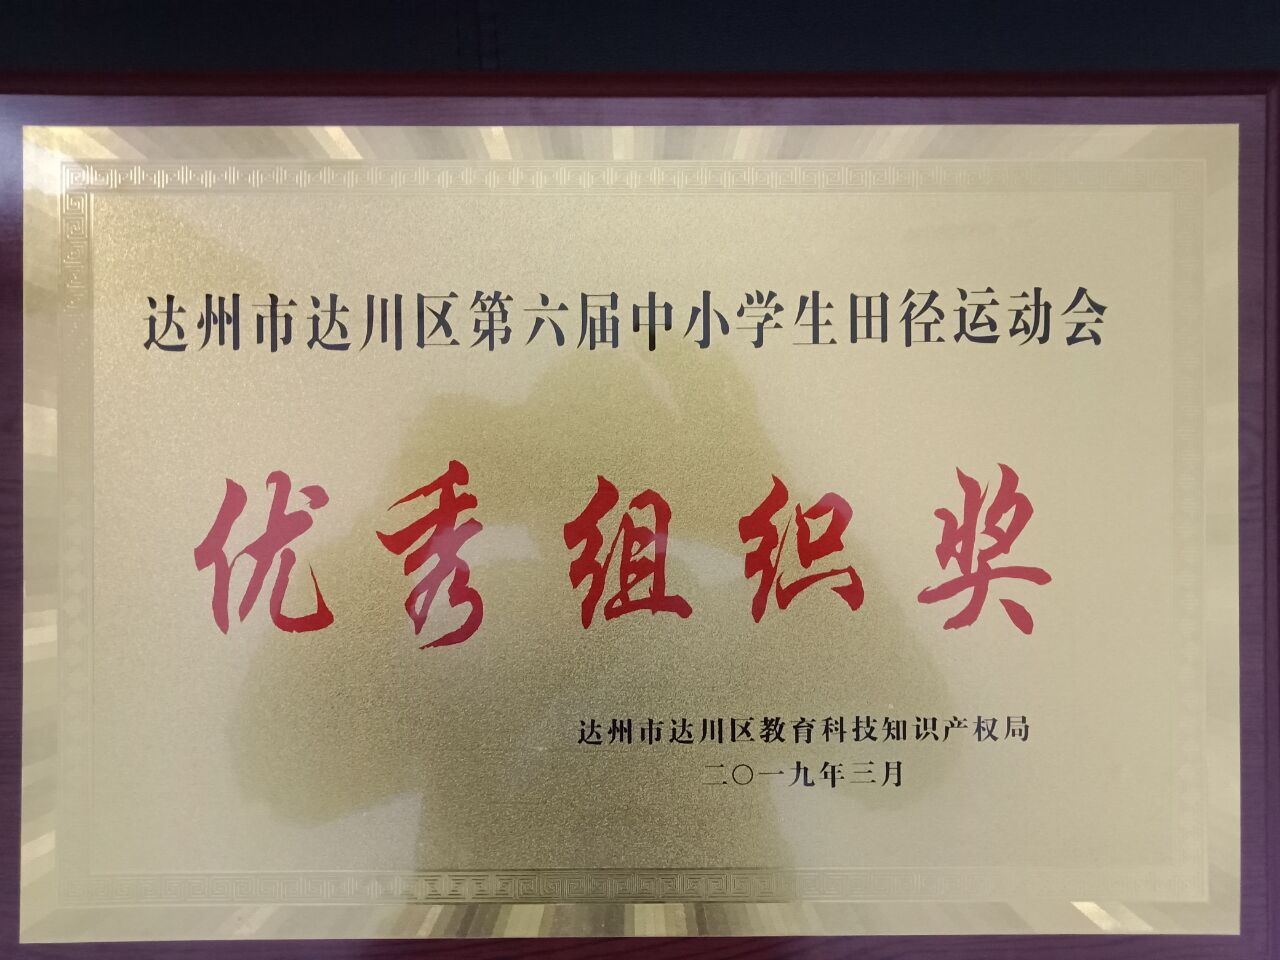 达州市达川区第六届中小学生田径运动会
优秀组织奖
达州市达川区教育科技知识产权局
二〇一九年三月